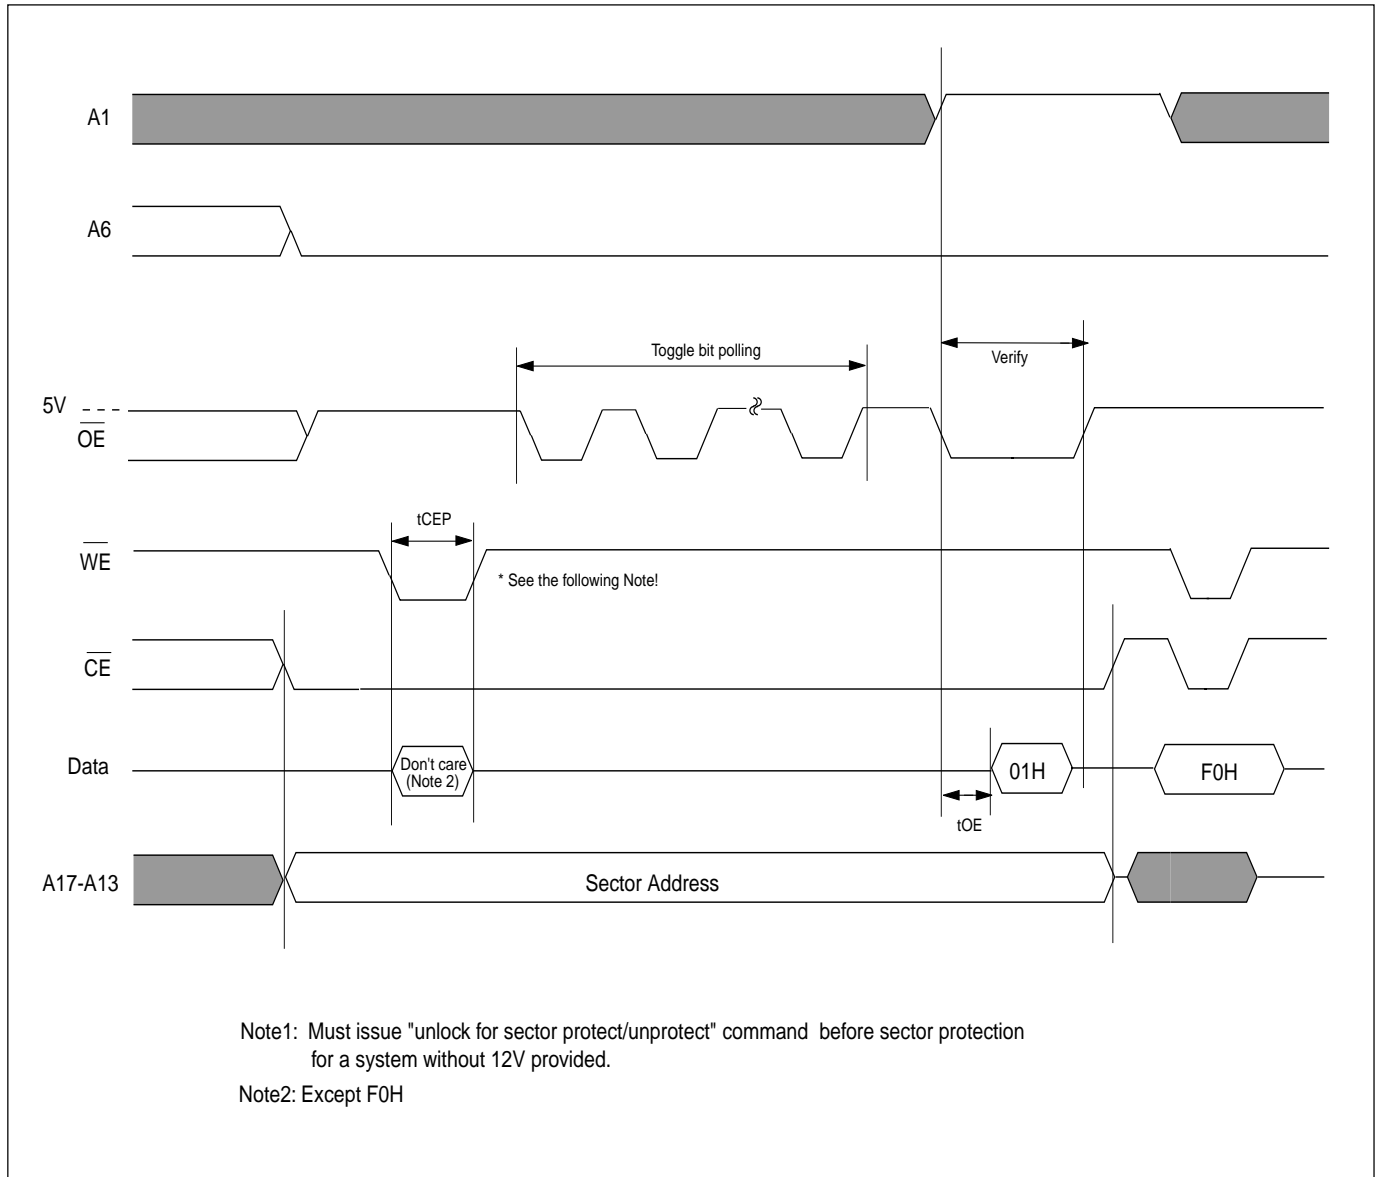 A1
A6
Toggle bit polling
Verify
5V
OE
tCEP
WE
* See the following Note!
CE
Data
Don't care
(Note 2)
01H
F0H
tOE
A17-A13
Sector Address
Note1: Must issue "unlock for sector protect/unprotect" command before sector protection
for a system without 12V provided.
Note2: Except F0H